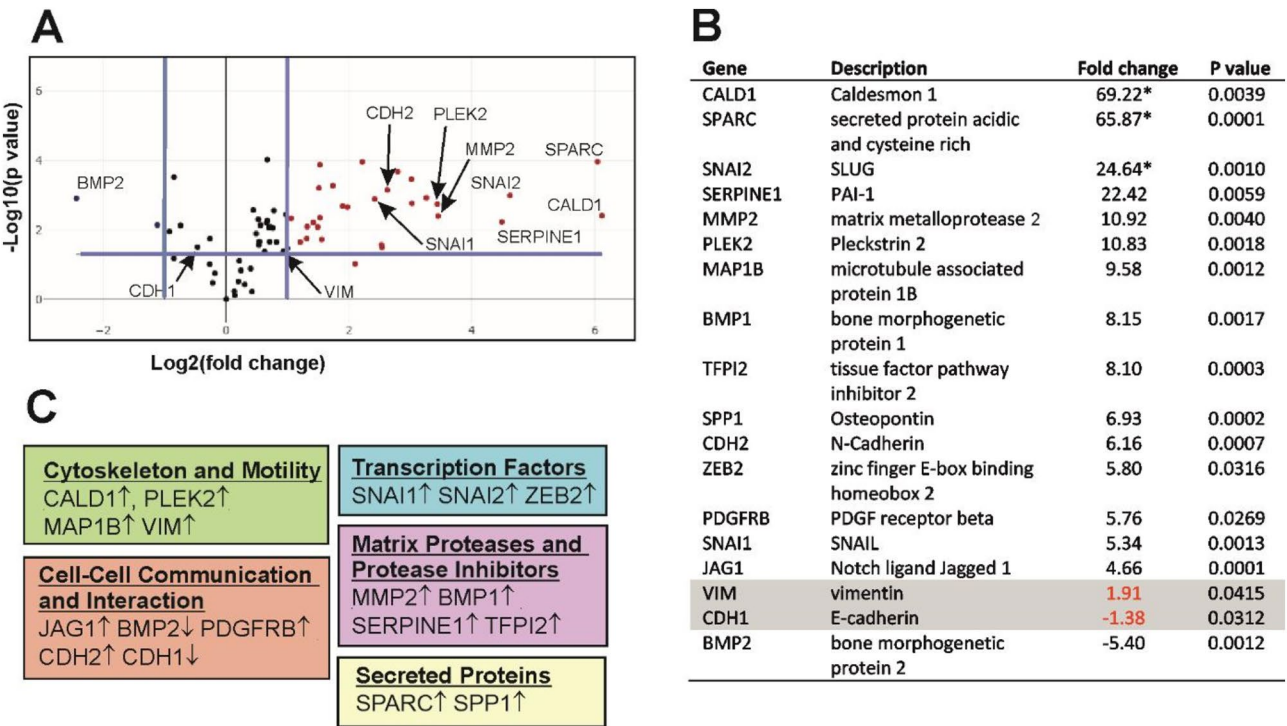 A
-Log10(p value)
6
4
2
0
-2
0
2
4
6
Log2(fold change)
BMP2
CDH1
VIM
CDH2
PLEK2
MMP2
SPARC
SNAI2
CALD1
SERPINE1
SNAI1
B
Gene Description Fold change P value
CALD1 Caldesmon 1 69.22* 0.0039
SPARC secreted protein acidic 65.87* 0.0001
and cysteine rich
SNAI2 SLUG 24.64* 0.0010
SERPINE1 PAI-1 22.42 0.0059
MMP2 matrix metalloprotease 2 10.92 0.0040
PLEK2 Pleckstrin 2 10.83 0.0018
MAP1B microtubule associated 9.58 0.0012
protein 1B
BMP1 bone morphogenetic 8.15 0.0017
protein 1
TFPI2 tissue factor pathway 8.10 0.0003
inhibitor 2
SPP1 Osteopontin 6.93 0.0002
CDH2 N-Cadherin 6.16 0.0007
ZEB2 zinc finger E-box binding 5.80 0.0316
homeobox 2
PDGFRB PDGF receptor beta 5.76 0.0269
SNAI1 SNAIL 5.34 0.0013
JAG1 Notch ligand Jagged 1 4.66 0.0001
VIM vimentin 1.91 0.0415
CDH1 E-cadherin -1.38 0.0312
BMP2 bone morphogenetic -5.40 0.0012
protein 2
C
Cytoskeleton and Motility
CALD1↑, PLEK2↑
MAP1B↑ VIM↑
Cell-Cell Communication
and Interaction
JAG1↑ BMP2↓ PDGFRB↑
CDH2↑ CDH1↓
Transcription Factors
SNAI1↑ SNAI2↑ ZEB2↑
Matrix Proteases and
Protease Inhibitors
MMP2↑ BMP1↑
SERPINE1↑ TFPI2↑
Secreted Proteins
SPARC↑ SPP1↑